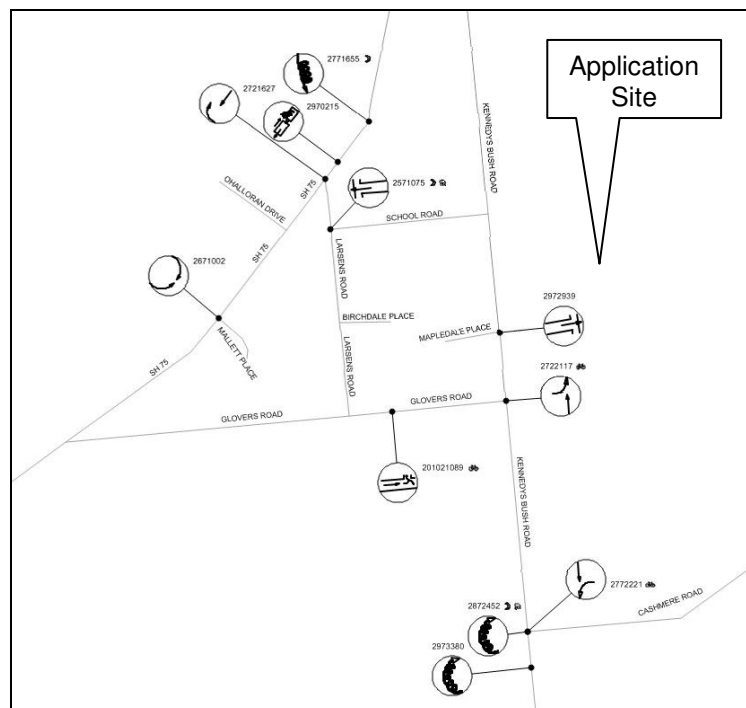 2771655
2721627
2970215
Application
Site
KENNEDYS BUSH ROAD
SH 75
2571075
OHALLORAN DRIVE
SCHOOL ROAD
SH 75
LARSENS ROAD
2671002
2972939
BIRCHDALE PLACE
MAPLEDALE PLACE
MALLETT PLACE
LARSENS ROAD
SH 75
2722117
GLOVERS ROAD
GLOVERS ROAD
KENNEDYS BUSH ROAD
201021089
2772221
2872452
CASHMERE ROAD
2973380